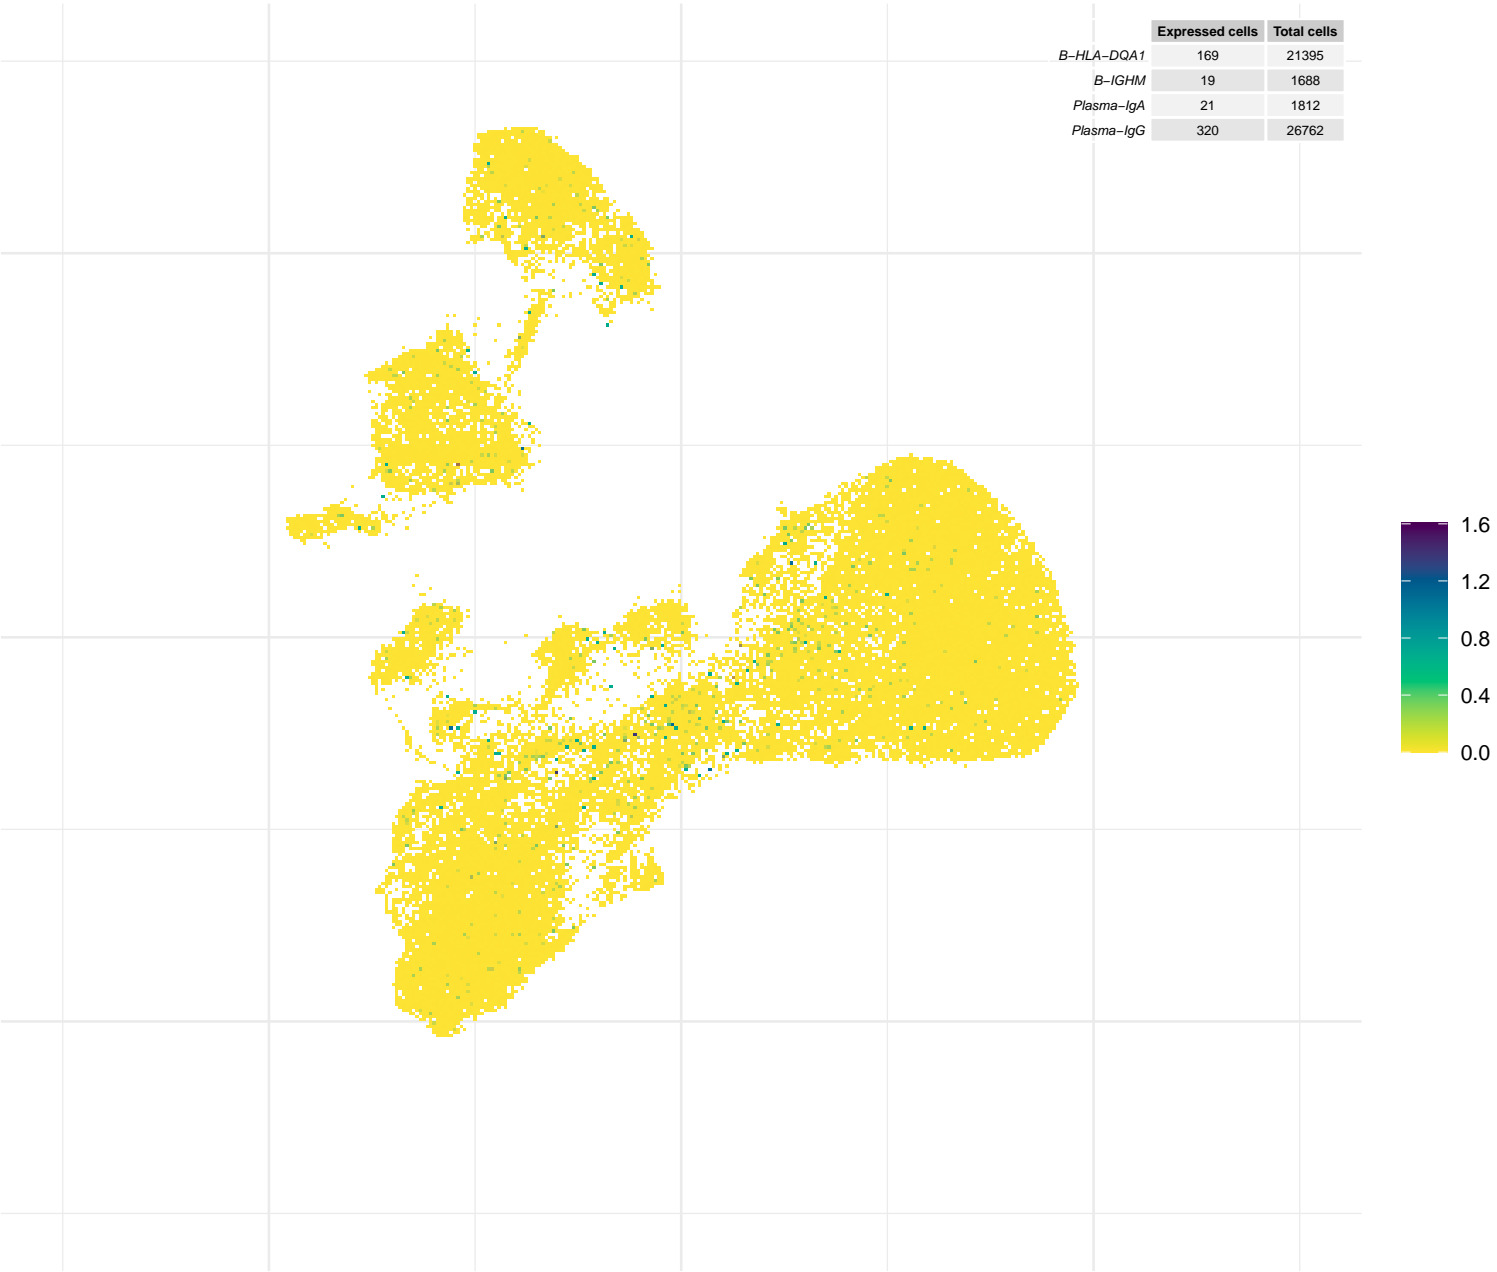 Expressed cells Total cells
B−HLA−DQA1 169 21395
B−IGHM 19 1688
Plasma−IgA 21 1812
Plasma−IgG 320 26762
1.6
1.2
0.8
0.4
0.0